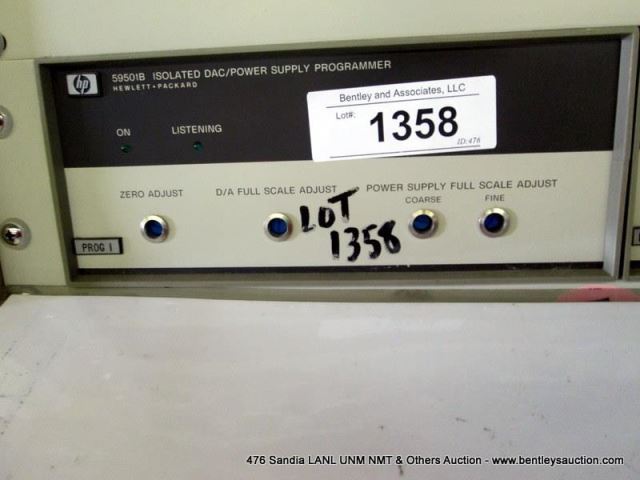 hp
59501B ISOLATED DAC/POWER SUPPLY PROGRAMMER
HEWLETT•PACKARD
Bentley and Associates, LLC
Lot#:
1358
ID:476
ON
LISTENING
ZERO ADJUST
D/A FULL SCALE ADJUST
POWER SUPPLY FULL SCALE ADJUST
COARSE
FINE
LOT
1358
PROG 1
476 Sandia LANL UNM NMT & Others Auction - www.bentleysauction.com